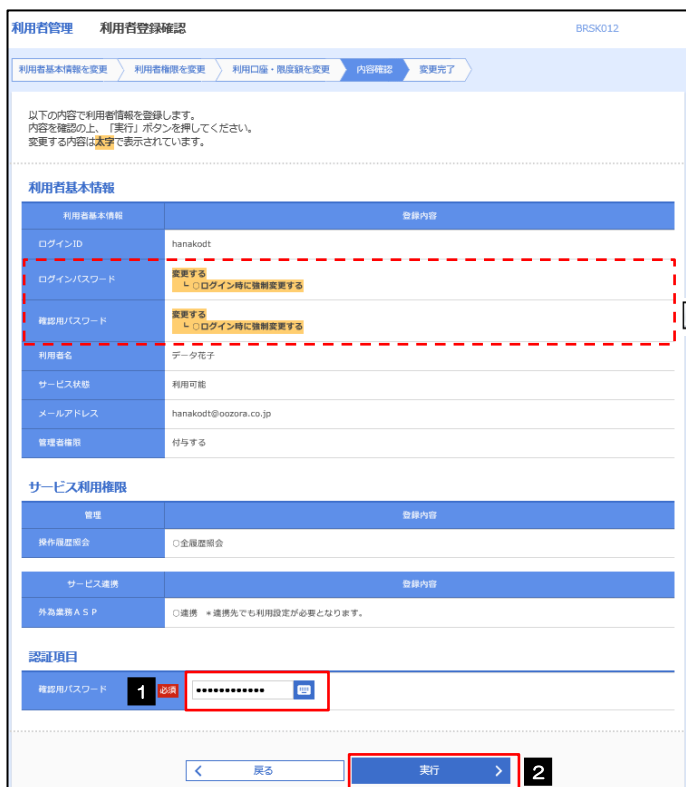 利用者管理 利用者登録確認 BRSK012
利用者基本情報を変更 利用者権限を変更 利用口座・限度額を変更 内容確認 変更完了
以下の内容で利用者情報を登録します。
内容を確認の上、「実行」ボタンを押してください。
変更する内容は太字で表示されています。
利用者基本情報
利用者基本情報 登録内容
ログインID hanakodt
ログインパスワード 変更する
└ ○ログイン時に強制変更する
確認用パスワード 変更する
└ ○ログイン時に強制変更する
利用者名 データ花子
サービス状態 利用可能
メールアドレス hanakodt@oozora.co.jp
管理者権限 付与する
サービス利用権限
管理 登録内容
操作履歴照会 ○全履歴照会
サービス連携 登録内容
外為業務ASP ○連携 *連携先でも利用設定が必要となります。
認証項目
確認用パスワード 1 必須 ••••••••••••
戻る 実行 2